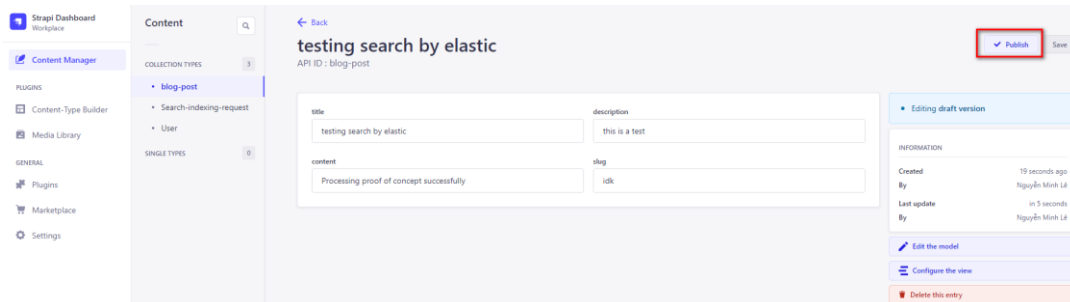 Strapi Dashboard
Workplace
Content Manager
PLUGINS
Content-Type Builder
Media Library
GENERAL
Plugins
Marketplace
Settings
Content
COLLECTION TYPES 3
blog-post
Search-indexing-request
User
SINGLE TYPES 0
Back
testing search by elastic
API ID : blog-post
Publish
Save
title
testing search by elastic
description
this is a test
content
Processing proof of concept successfully
slug
idk
Editing draft version
INFORMATION
Created 19 seconds ago
By Nguyễn Minh Lê
Last update in 5 seconds
By Nguyễn Minh Lê
Edit the model
Configure the view
Delete this entry